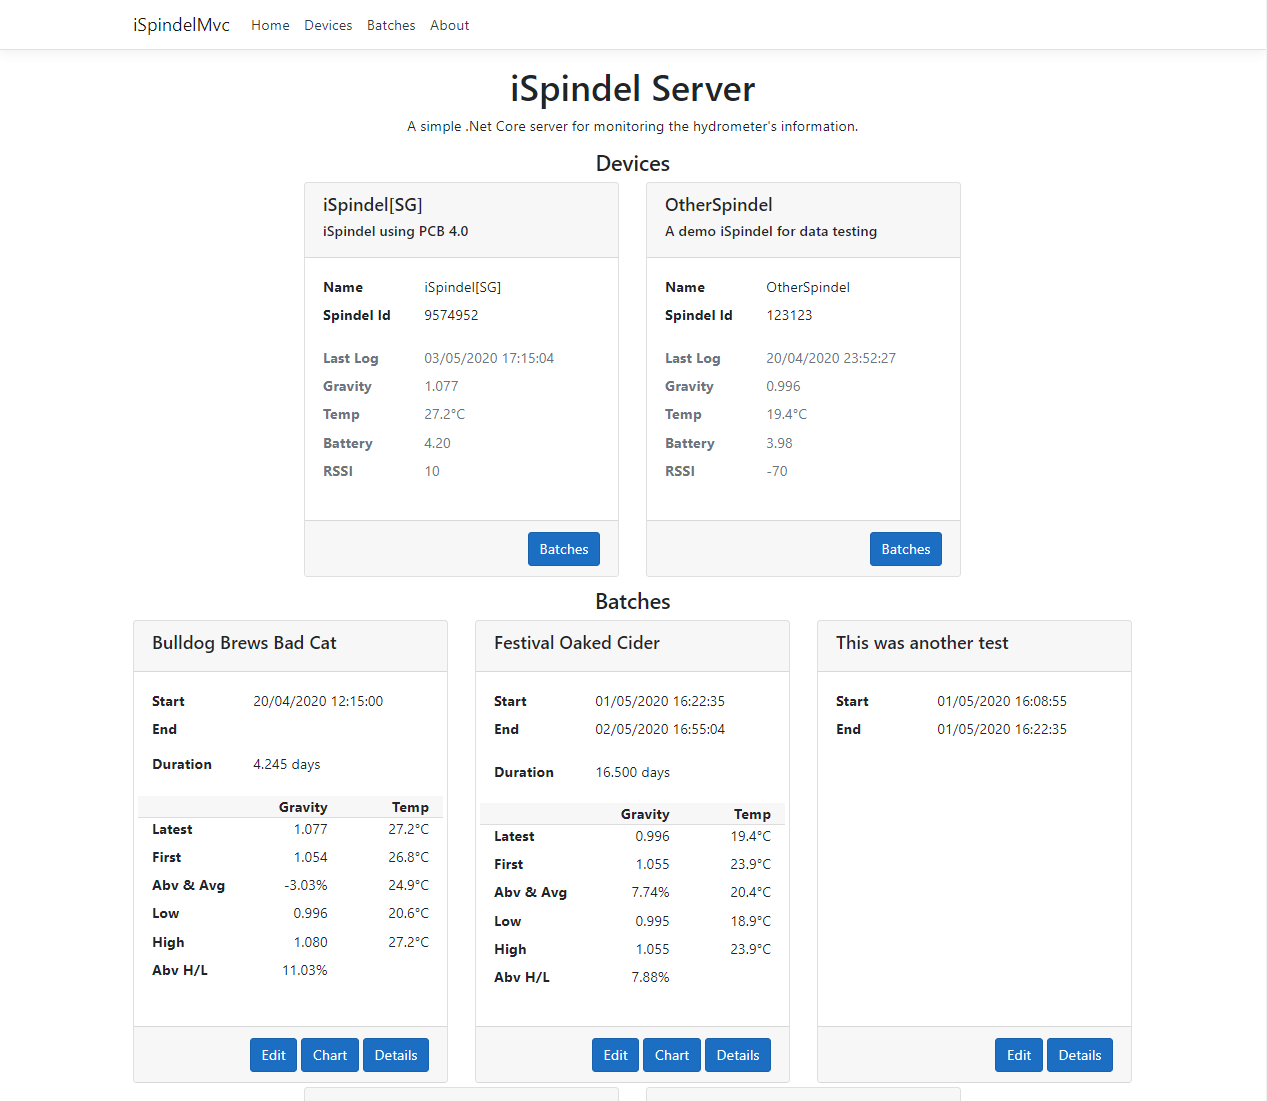 iSpindelMvc Home Devices Batches About
iSpindel Server
A simple .Net Core server for monitoring the hydrometer's information.
Devices
iSpindel[SG]
iSpindel using PCB 4.0
Name iSpindel[SG]
Spindel Id 9574952
Last Log 03/05/2020 17:15:04
Gravity 1.077
Temp 27.2°C
Battery 4.20
RSSI 10
Batches
OtherSpindel
A demo iSpindel for data testing
Name OtherSpindel
Spindel Id 123123
Last Log 20/04/2020 23:52:27
Gravity 0.996
Temp 19.4°C
Battery 3.98
RSSI -70
Batches
Batches
Bulldog Brews Bad Cat
Start 20/04/2020 12:15:00
End
Duration 4.245 days
Gravity Temp
Latest 1.077 27.2°C
First 1.054 26.8°C
Abv & Avg -3.03% 24.9°C
Low 0.996 20.6°C
High 1.080 27.2°C
Abv H/L 11.03%
Edit Chart Details
Festival Oaked Cider
Start 01/05/2020 16:22:35
End 02/05/2020 16:55:04
Duration 16.500 days
Gravity Temp
Latest 0.996 19.4°C
First 1.055 23.9°C
Abv & Avg 7.74% 20.4°C
Low 0.995 18.9°C
High 1.055 23.9°C
Abv H/L 7.88%
Edit Chart Details
This was another test
Start 01/05/2020 16:08:55
End 01/05/2020 16:22:35
Edit Details